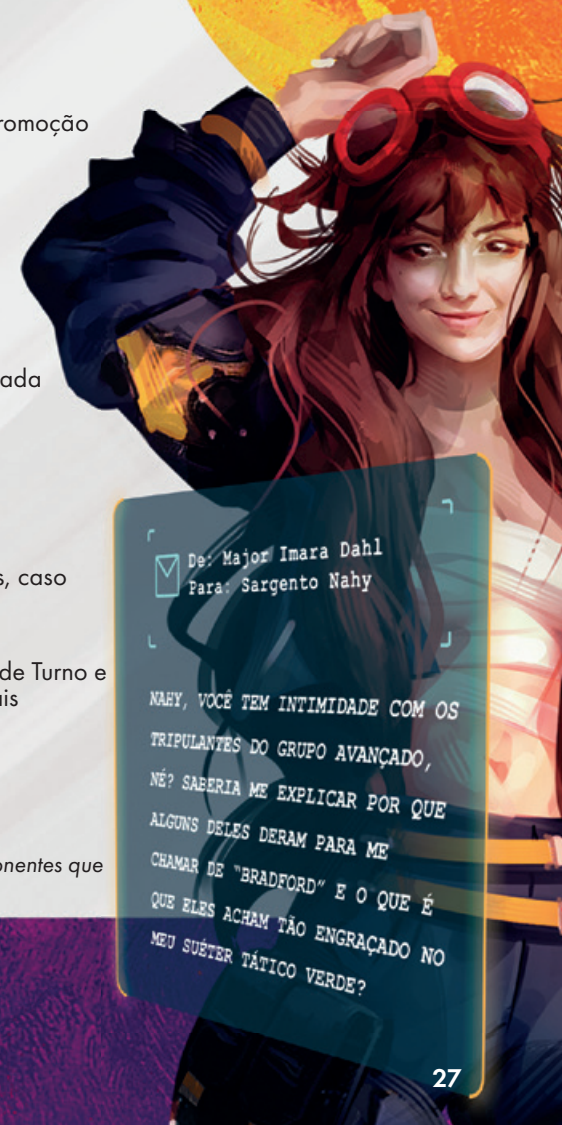 romoção
ada
s, caso
de Turno e
is
onentes que
De: Major Imara Dahl
Para: Sargento Nahy
NAHY, VOCÊ TEM INTIMIDADE COM OS
TRIPULANTES DO GRUPO AVANÇADO,
NÉ? SABERIA ME EXPLICAR POR QUE
ALGUNS DELES DERAM PARA ME
CHAMAR DE “BRADFORD” E O QUE É
QUE ELES ACHAM TÃO ENGRAÇADO NO
MEU SUÉTER TÁTICO VERDE?
27